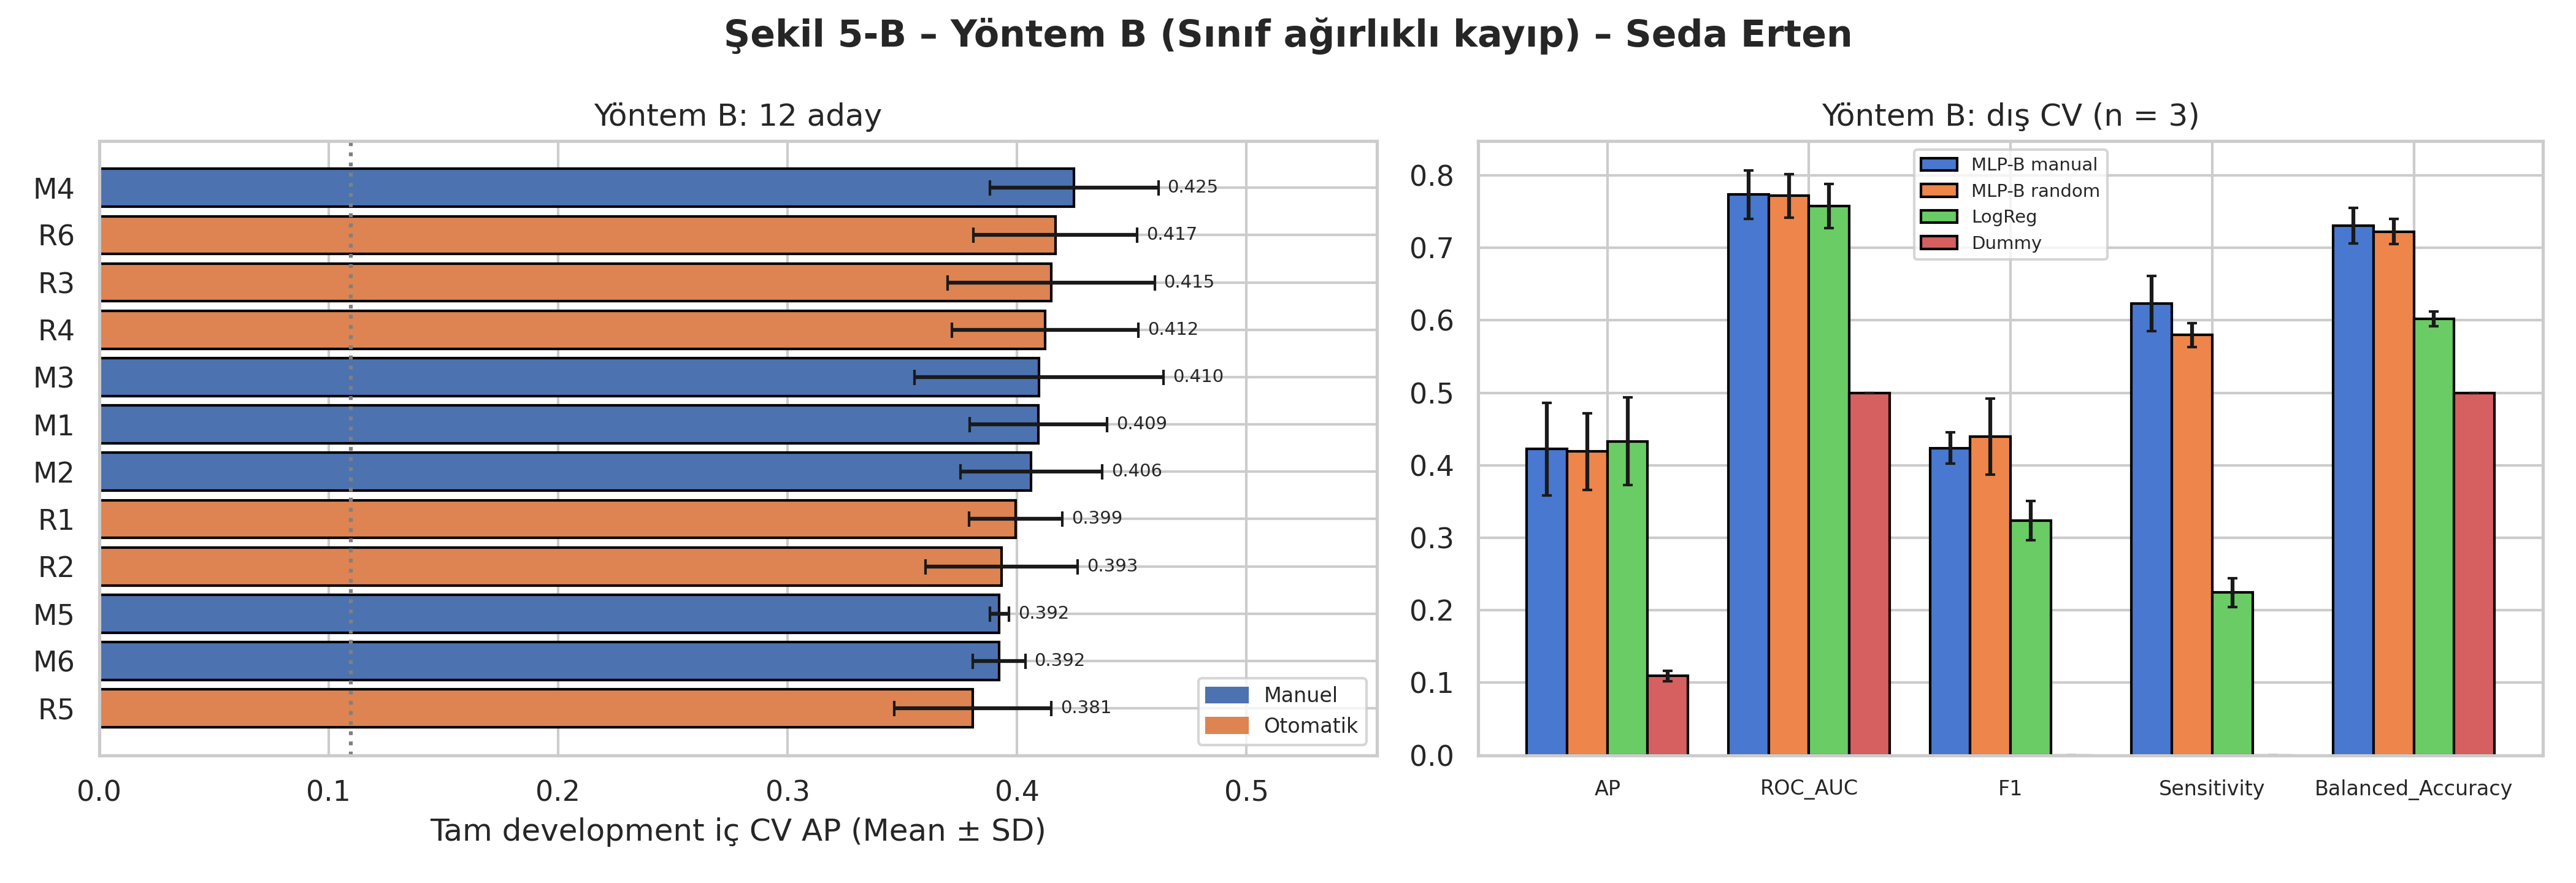 Şekil 5-B – Yöntem B (Sınıf ağırlıklı kayıp) – Seda Erten
Yöntem B: 12 aday
M4
0.425
R6
0.417
R3
0.415
R4
0.412
M3
0.410
M1
0.409
M2
0.406
R1
0.399
R2
0.393
M5
0.392
M6
0.392
R5
0.381
Manuel
Otomatik
0.0 0.1 0.2 0.3 0.4 0.5
Tam development iç CV AP (Mean ± SD)
Yöntem B: dış CV (n = 3)
MLP-B manual
MLP-B random
LogReg
Dummy
0.8
0.7
0.6
0.5
0.4
0.3
0.2
0.1
0.0
AP ROC_AUC F1 Sensitivity Balanced_Accuracy